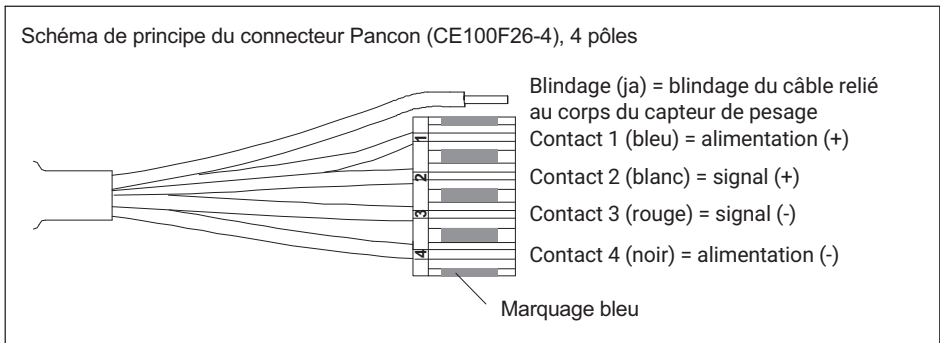 Schéma de principe du connecteur Pancon (CE100F26-4), 4 pôles
Blindage (ja) = blindage du câble relié
au corps du capteur de pesage
Contact 1 (bleu) = alimentation (+)
Contact 2 (blanc) = signal (+)
Contact 3 (rouge) = signal (-)
Contact 4 (noir) = alimentation (-)
1
2
3
4
Marquage bleu